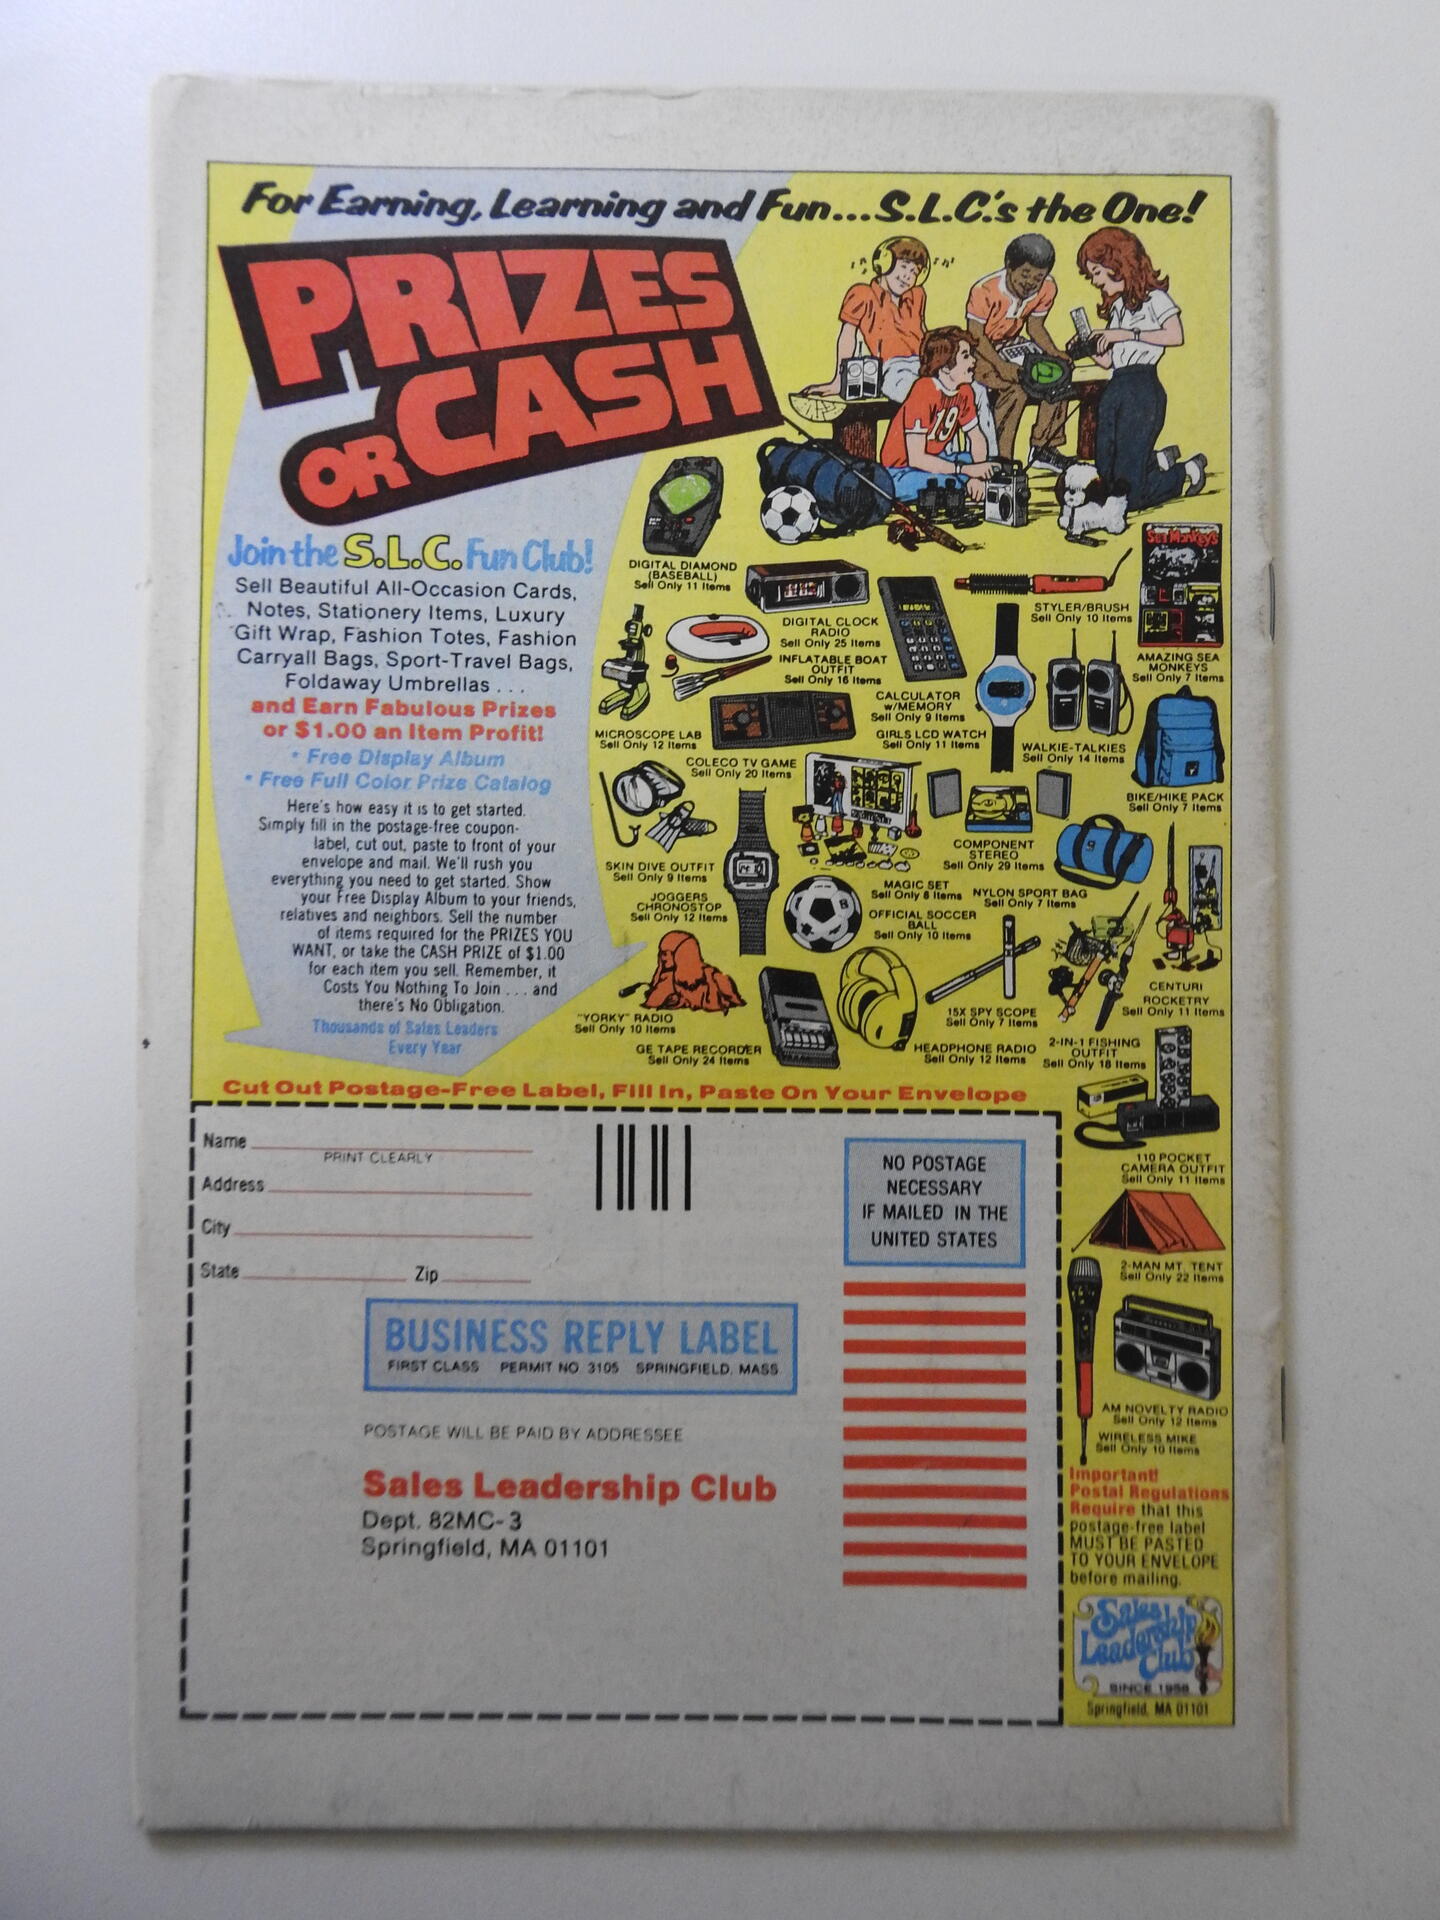 For Earning, Learning and Fun...S.L.C.'s the One!
PRIZES
OR CASH
Join the S.L.C. Fun Club!
Sell Beautiful All-Occasion Cards,
Notes, Stationery Items, Luxury
Gift Wrap, Fashion Totes, Fashion
Carryall Bags, Sport-Travel Bags,
Foldaway Umbrellas . . .
and Earn Fabulous Prizes
or $1.00 an Item Profit!
• Free Display Album
• Free Full Color Prize Catalog
Here's how easy it is to get started.
Simply fill in the postage-free coupon-
label, cut out, paste to front of your
envelope and mail. We'll rush you
everything you need to get started. Show
your Free Display Album to your friends,
relatives and neighbors. Sell the number
of items required for the PRIZES YOU
WANT, or take the CASH PRIZE of $1.00
for each item you sell. Remember, it
Costs You Nothing To Join . . . and
there's No Obligation.
Thousands of Sales Leaders
Every Year
19
DIGITAL DIAMOND
(BASEBALL)
Sell Only 11 Items
DIGITAL CLOCK
RADIO
Sell Only 25 Items
STYLER/BRUSH
Sell Only 10 Items
Sea Monkeys
AMAZING SEA
MONKEYS
Sell Only 7 Items
INFLATABLE BOAT
OUTFIT
Sell Only 16 Items
CALCULATOR
w/MEMORY
Sell Only 9 Items
MICROSCOPE LAB
Sell Only 12 Items
GIRLS LCD WATCH
Sell Only 11 Items
WALKIE-TALKIES
Sell Only 14 Items
COLECO TV GAME
Sell Only 20 Items
BIKE/HIKE PACK
Sell Only 7 Items
SKIN DIVE OUTFIT
Sell Only 9 Items
COMPONENT
STEREO
Sell Only 29 Items
JOGGERS
CHRONOSTOP
Sell Only 12 Items
MAGIC SET
Sell Only 8 Items
NYLON SPORT BAG
Sell Only 7 Items
OFFICIAL SOCCER
BALL
Sell Only 10 Items
CENTURI
ROCKETRY
Sell Only 11 Items
"YORKY" RADIO
Sell Only 10 Items
15X SPY SCOPE
Sell Only 7 Items
GE TAPE RECORDER
Sell Only 24 Items
HEADPHONE RADIO
Sell Only 12 Items
2-IN-1 FISHING
OUTFIT
Sell Only 18 Items
110 POCKET
CAMERA OUTFIT
Sell Only 11 Items
2-MAN MT. TENT
Sell Only 22 Items
AM NOVELTY RADIO
Sell Only 12 Items
WIRELESS MIKE
Sell Only 10 Items
Important!
Postal Regulations
Require that this
postage-free label
MUST BE PASTED
TO YOUR ENVELOPE
before mailing.
Sales
Leadership
Club
SINCE 1958
Springfield, MA 01101
Cut Out Postage-Free Label, Fill In, Paste On Your Envelope
Name
PRINT CLEARLY
Address
City
State Zip
NO POSTAGE
NECESSARY
IF MAILED IN THE
UNITED STATES
BUSINESS REPLY LABEL
FIRST CLASS PERMIT NO. 3105 SPRINGFIELD, MASS.
POSTAGE WILL BE PAID BY ADDRESSEE
Sales Leadership Club
Dept. 82MC-3
Springfield, MA 01101